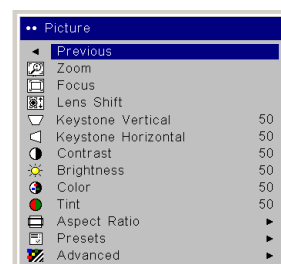 •• Picture
Previous
Zoom
Focus
Lens Shift
Keystone Vertical 50
Keystone Horizontal 50
Contrast 50
Brightness 50
Color 50
Tint 50
Aspect Ratio
Presets
Advanced